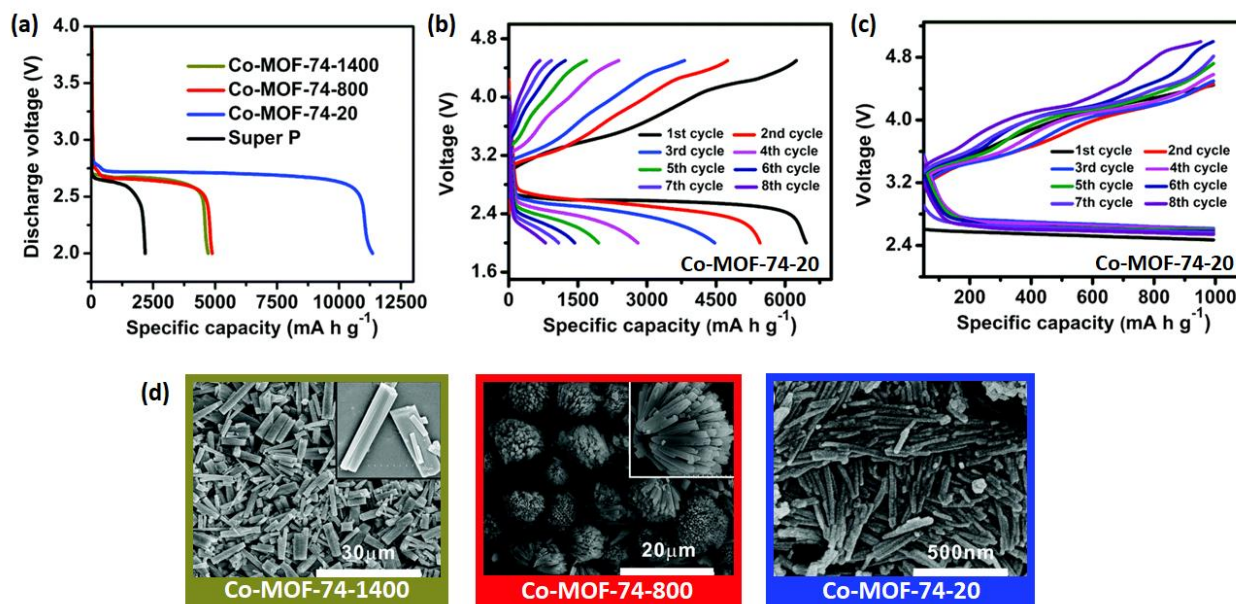 (a)
4.0
3.5
3.0
2.5
2.0
Discharge voltage (V)
Co-MOF-74-1400
Co-MOF-74-800
Co-MOF-74-20
Super P
0 2500 5000 7500 10000 12500
Specific capacity (mA h g⁻¹)
(b)
4.8
4.0
3.2
2.4
1.6
Voltage (V)
1st cycle 2nd cycle
3rd cycle 4th cycle
5th cycle 6th cycle
7th cycle 8th cycle
Co-MOF-74-20
0 1500 3000 4500 6000
Specific capacity (mA h g⁻¹)
(c)
4.8
4.0
3.2
2.4
Voltage (V)
1st cycle 2nd cycle
3rd cycle 4th cycle
5th cycle 6th cycle
7th cycle 8th cycle
Co-MOF-74-20
200 400 600 800 1000
Specific capacity (mA h g⁻¹)
(d)
30μm
Co-MOF-74-1400
20μm
Co-MOF-74-800
500nm
Co-MOF-74-20